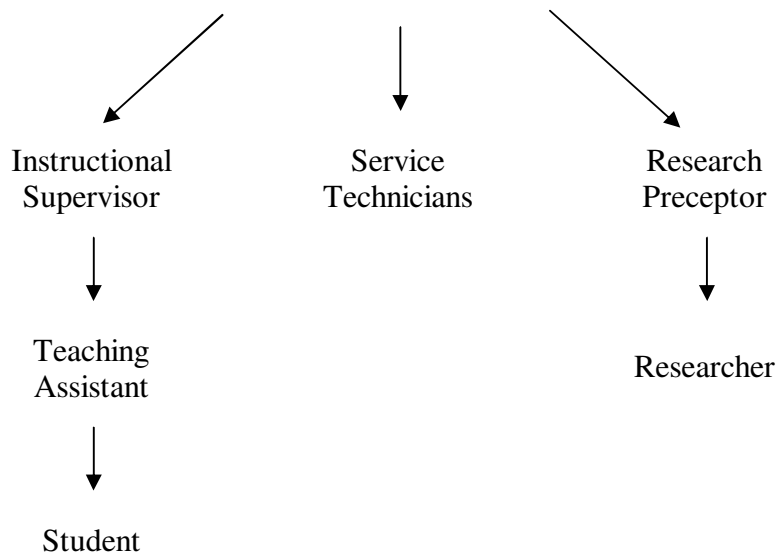 Instructional
Supervisor
Service
Technicians
Research
Preceptor
Teaching
Assistant
Researcher
Student